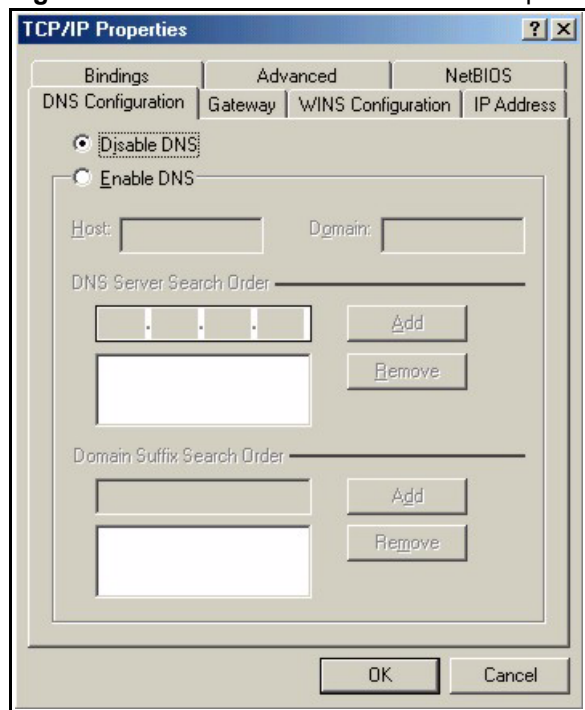 TCP/IP Properties
Bindings Advanced NetBIOS
DNS Configuration Gateway WINS Configuration IP Address
Disable DNS
Enable DNS
Host: Domain:
DNS Server Search Order
Add
Remove
Domain Suffix Search Order
Add
Remove
OK Cancel